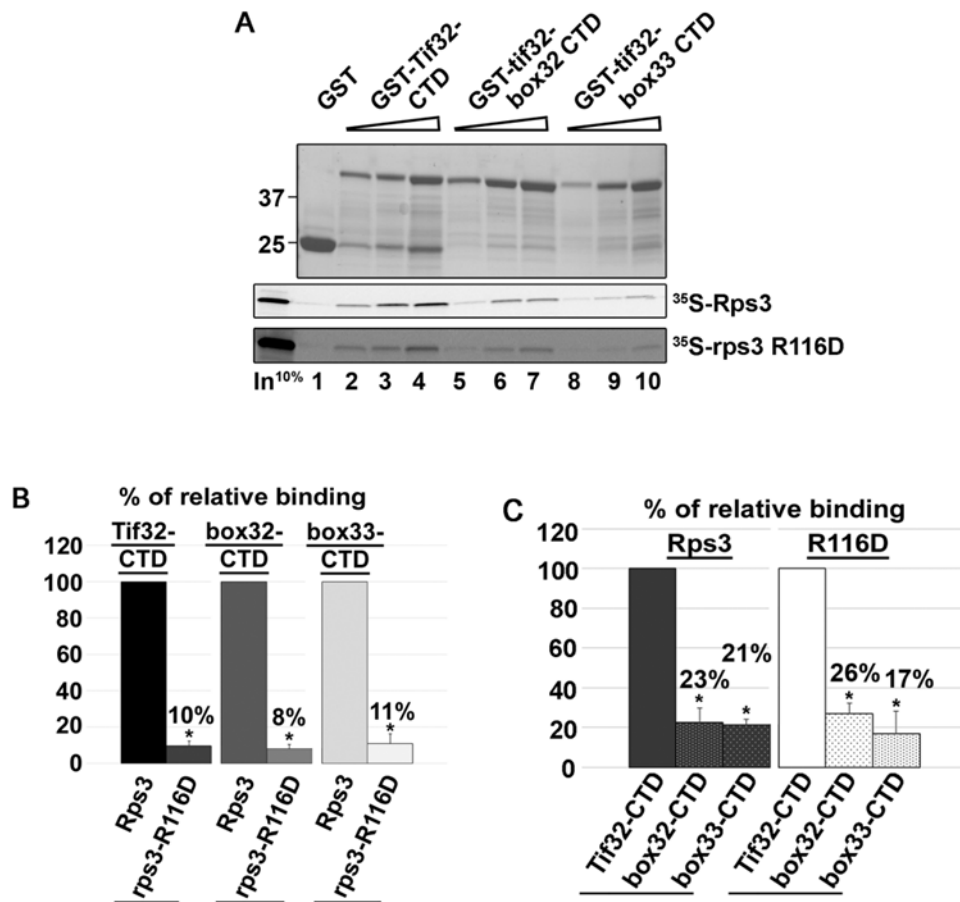 A
GST
GST-Tif32-
CTD
GST-tif32-
box32 CTD
GST-tif32-
box33 CTD
37
25
35S-Rps3
35S-rps3 R116D
In10% 1 2 3 4 5 6 7 8 9 10
B
% of relative binding
Tif32- box32- box33-
CTD CTD CTD
120
100
80
60
40
20
0
10% 8% 11%
* * *
Rps3
rps3-R116D
Rps3
rps3-R116D
Rps3
rps3-R116D
C
% of relative binding
Rps3 R116D
120
100
80
60
40
20
0
23% 21% 26% 17%
* * * *
Tif32-CTD
box32-CTD
box33-CTD
Tif32-CTD
box32-CTD
box33-CTD